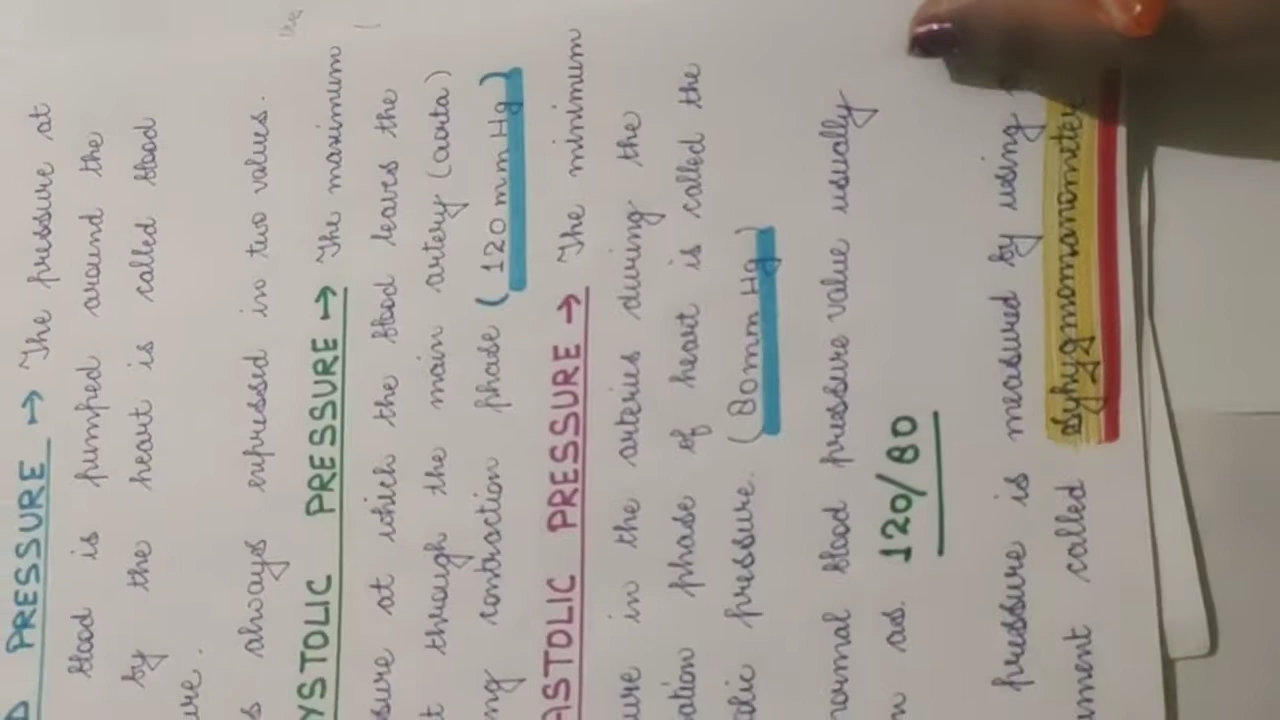 D PRESSURE → The pressure at
blood is pumped around the
by the heart is called blood
ure.
s always expressed in two values.
YSTOLIC PRESSURE → The maximum
sure at which the blood leaves the
t through the main artery (aorta)
ng contraction phase (120 mm Hg)
ASTOLIC PRESSURE → The minimum
ure in the arteries during the
ation phase of heart is called the
olic pressure. (80mm Hg)
normal blood pressure value usually
n as. 120/80
pressure is measured by using
ument called Syhygmomanometer